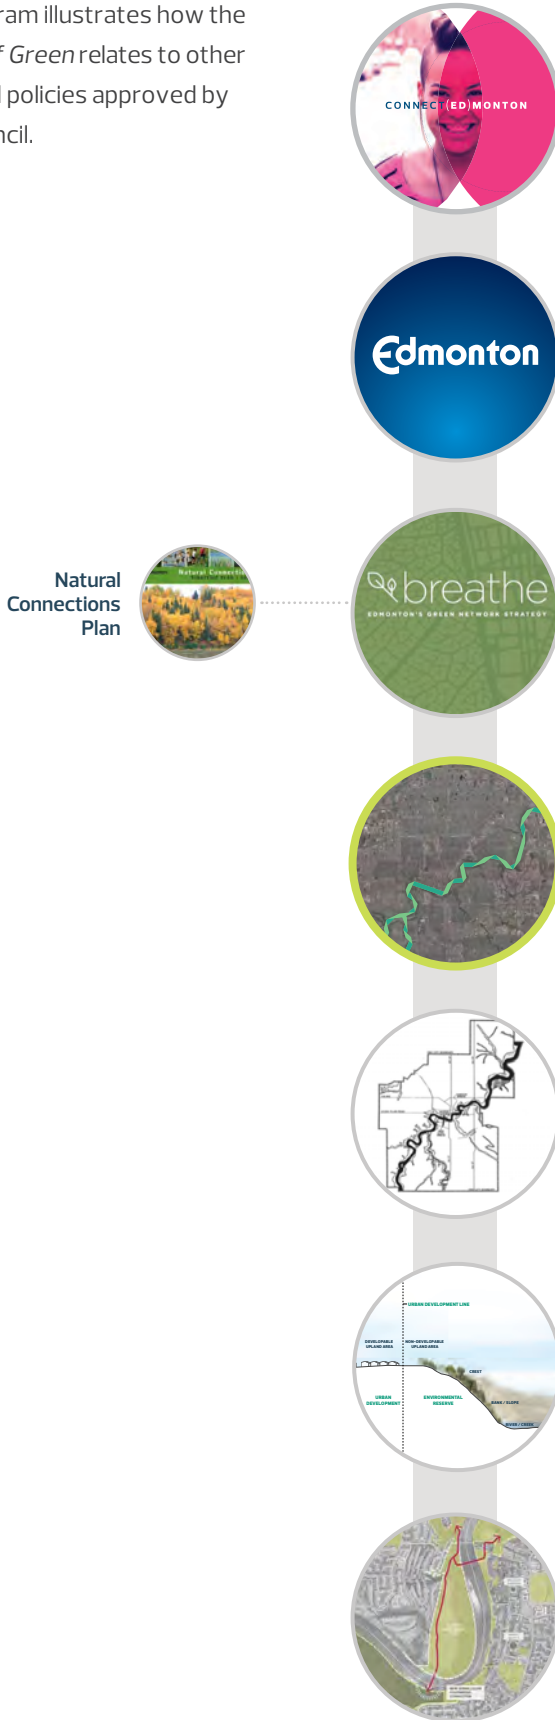 ram illustrates how the
f Green relates to other
d policies approved by
ncil.
CONNECT(ED)MONTON
Edmonton
breathe
EDMONTON'S GREEN NETWORK STRATEGY
Natural Connecti
Natural
Connections
Plan
URBAN DEVELOPMENT LINE
DEVELOPABLE
UPLAND AREA
NON-DEVELOPABLE
UPLAND AREA
CREST
URBAN
DEVELOPMENT
ENVIRONMENTAL
RESERVE
BANK / SLOPE
RIVER / CREEK